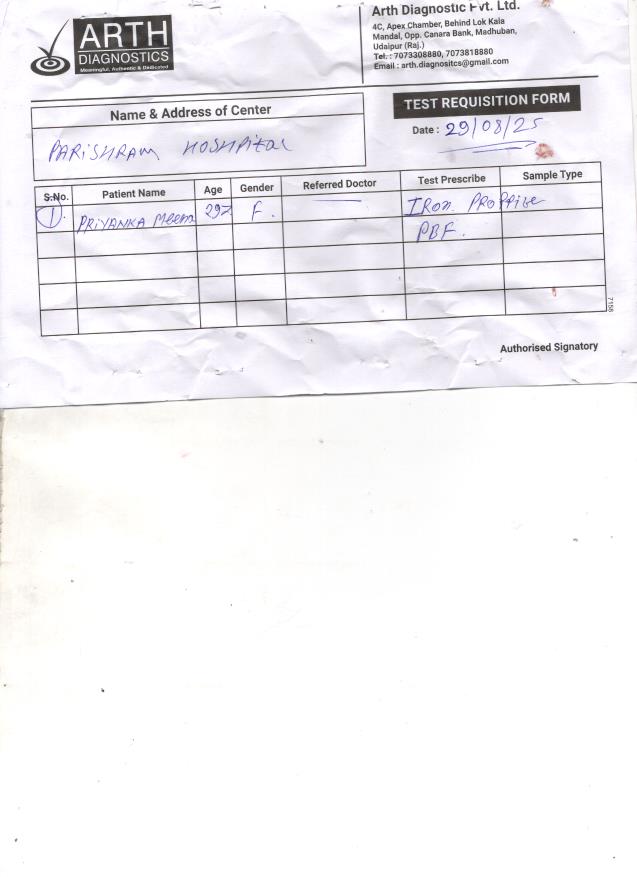 ARTH
DIAGNOSTICS
Meaningful, Authentic & Dedicated
Arth Diagnostic Pvt. Ltd.
4C, Apex Chamber, Behind Lok Kala
Mandal, Opp. Canara Bank, Madhuban,
Udaipur (Raj.)
Tel. : 7073308880, 7073818880
Email : arth.diagnositcs@gmail.com
Name & Address of Center
PARISHRAM HOSHPITAL
TEST REQUISITION FORM
Date : 29/08/25
S.No. Patient Name Age Gender Referred Doctor Test Prescribe Sample Type
1. PRIYANKA Meena 29 F. IRON PROFFILE
PBF.
7158
Authorised Signatory